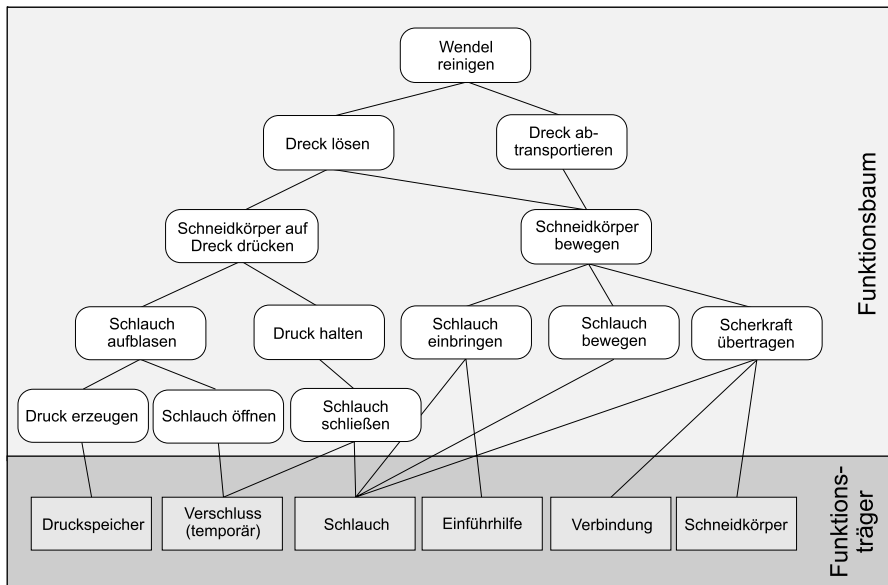 Wendel
reinigen
Dreck lösen
Dreck ab-
transportieren
Schneidkörper auf
Dreck drücken
Schneidkörper
bewegen
Schlauch
aufblasen
Druck halten
Schlauch
einbringen
Schlauch
bewegen
Scherkraft
übertragen
Druck erzeugen
Schlauch öffnen
Schlauch
schließen
Funktionsbaum
Druckspeicher
Verschluss
(temporär)
Schlauch
Einführhilfe
Verbindung
Schneidkörper
Funktions-
träger